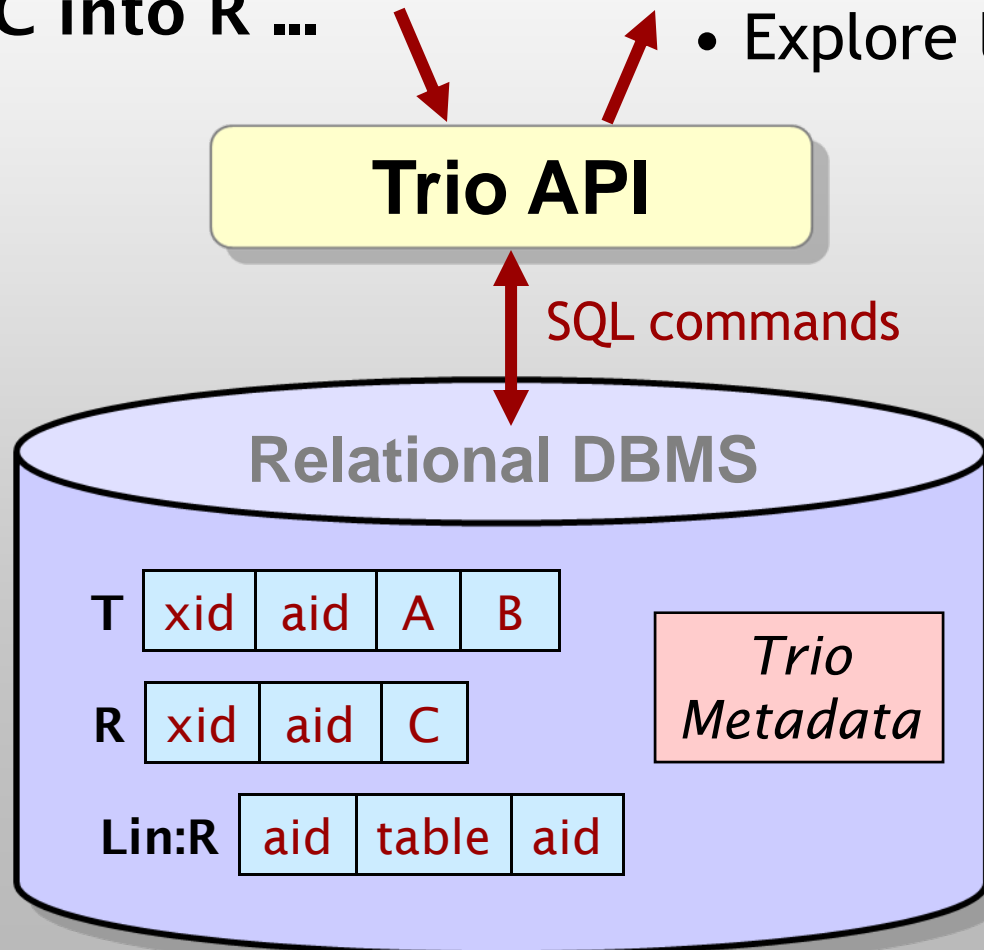 C into R ...
• Explore
Trio API
SQL commands
Relational DBMS
T xid aid A B
R xid aid C
Lin:R aid table aid
Trio
Metadata